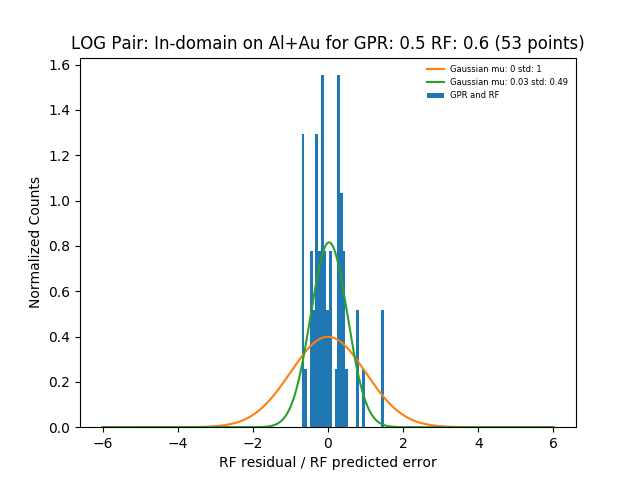 LOG Pair: In-domain on Al+Au for GPR: 0.5 RF: 0.6 (53 points)
Gaussian mu: 0 std: 1
Gaussian mu: 0.03 std: 0.49
GPR and RF
Normalized Counts
1.6
1.4
1.2
1.0
0.8
0.6
0.4
0.2
0.0
−6 −4 −2 0 2 4 6
RF residual / RF predicted error